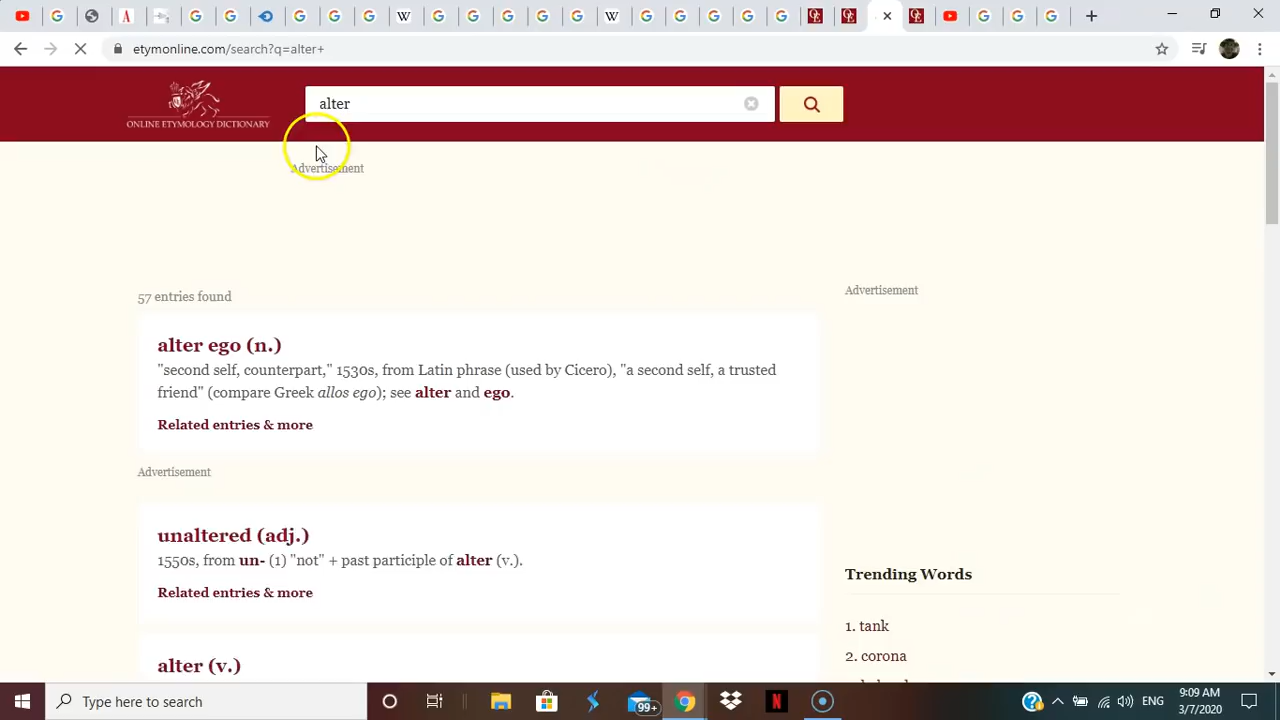 etymonline.com/search?q=alter+
ONLINE ETYMOLOGY DICTIONARY
alter
Advertisement
57 entries found
Advertisement
alter ego (n.)
"second self, counterpart," 1530s, from Latin phrase (used by Cicero), "a second self, a trusted
friend" (compare Greek allos ego); see alter and ego.
Related entries & more
Advertisement
unaltered (adj.)
1550s, from un- (1) "not" + past participle of alter (v.).
Related entries & more
Trending Words
1. tank
2. corona
alter (v.)
Type here to search
99+
ENG
9:09 AM
3/7/2020